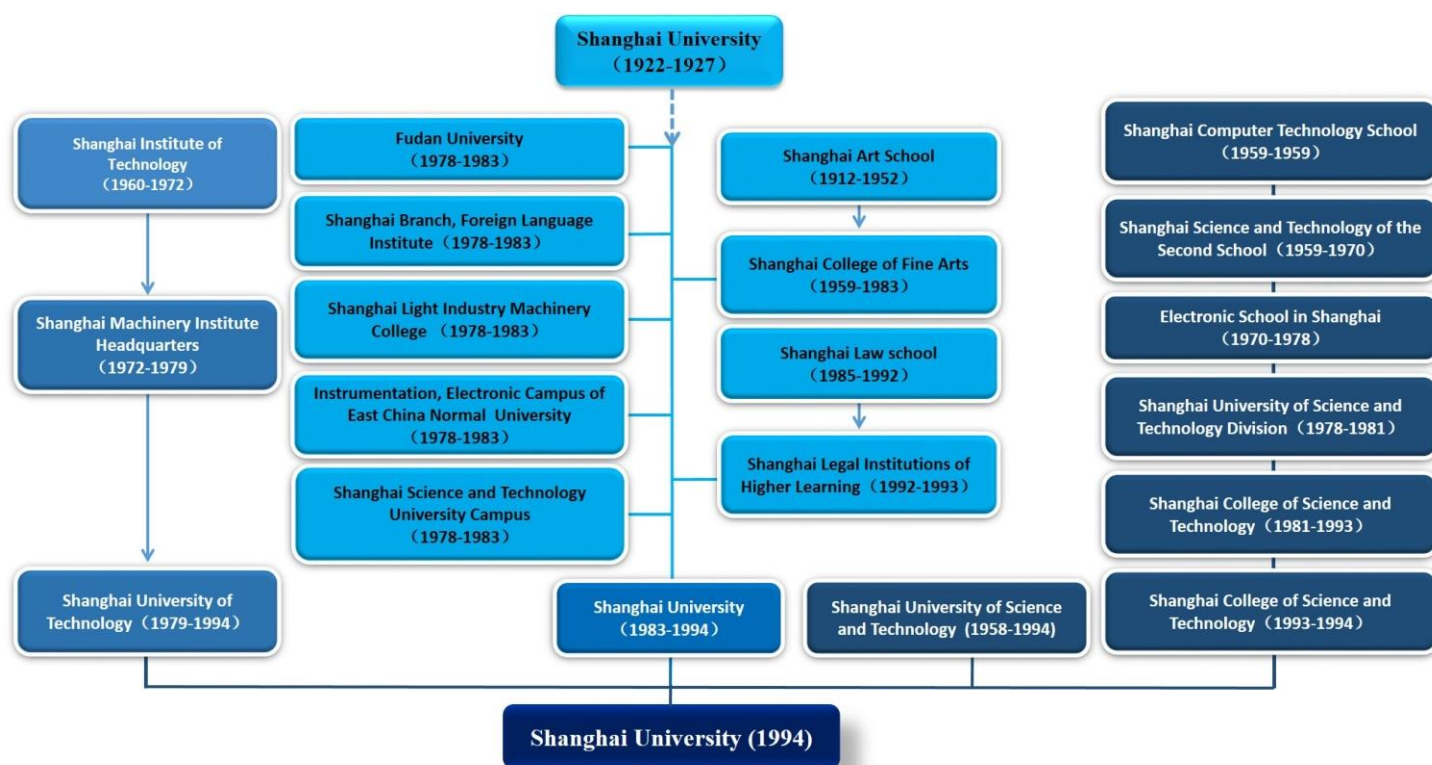 Shanghai University
（1922-1927）
Shanghai Institute of
Technology
（1960-1972）
Shanghai Machinery Institute
Headquarters
（1972-1979）
Shanghai University of
Technology（1979-1994）
Fudan University
（1978-1983）
Shanghai Branch, Foreign Language
Institute（1978-1983）
Shanghai Light Industry Machinery
College （1978-1983）
Instrumentation, Electronic Campus of
East China Normal University
（1978-1983）
Shanghai Science and Technology
University Campus
（1978-1983）
Shanghai Art School
（1912-1952）
Shanghai College of Fine Arts
（1959-1983）
Shanghai Law school
（1985-1992）
Shanghai Legal Institutions of
Higher Learning（1992-1993）
Shanghai University
（1983-1994）
Shanghai University of Science
and Technology (1958-1994)
Shanghai Computer Technology School
（1959-1959）
Shanghai Science and Technology of the
Second School（1959-1970）
Electronic School in Shanghai
（1970-1978）
Shanghai University of Science and
Technology Division（1978-1981）
Shanghai College of Science and
Technology（1981-1993）
Shanghai College of Science and
Technology（1993-1994）
Shanghai University (1994)